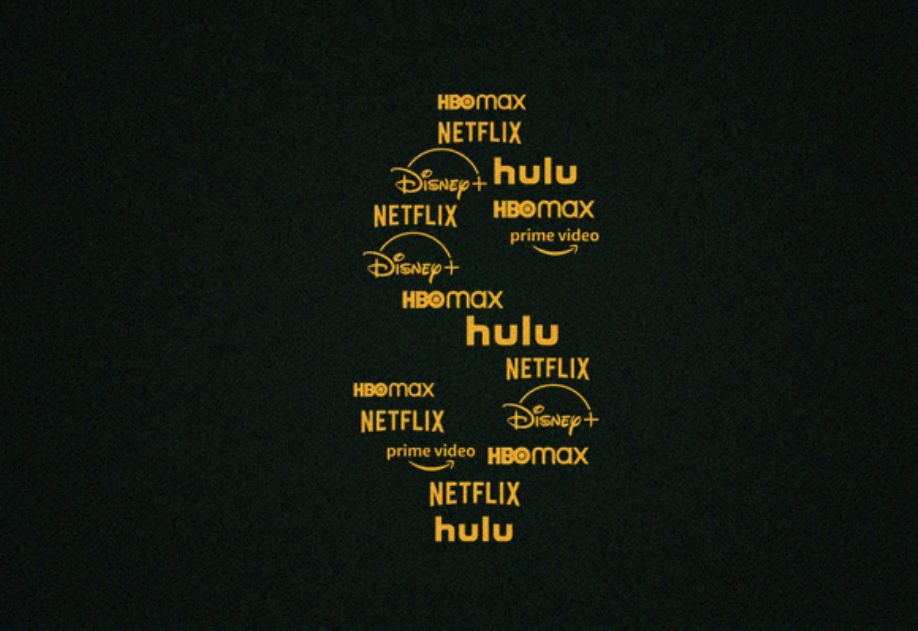 HBOmax
NETFLIX
Disney+ hulu
NETFLIX HBOmax
prime video
Disney+
HBOmax
hulu
NETFLIX
HBOmax Disney+
NETFLIX
prime video HBOmax
NETFLIX
hulu